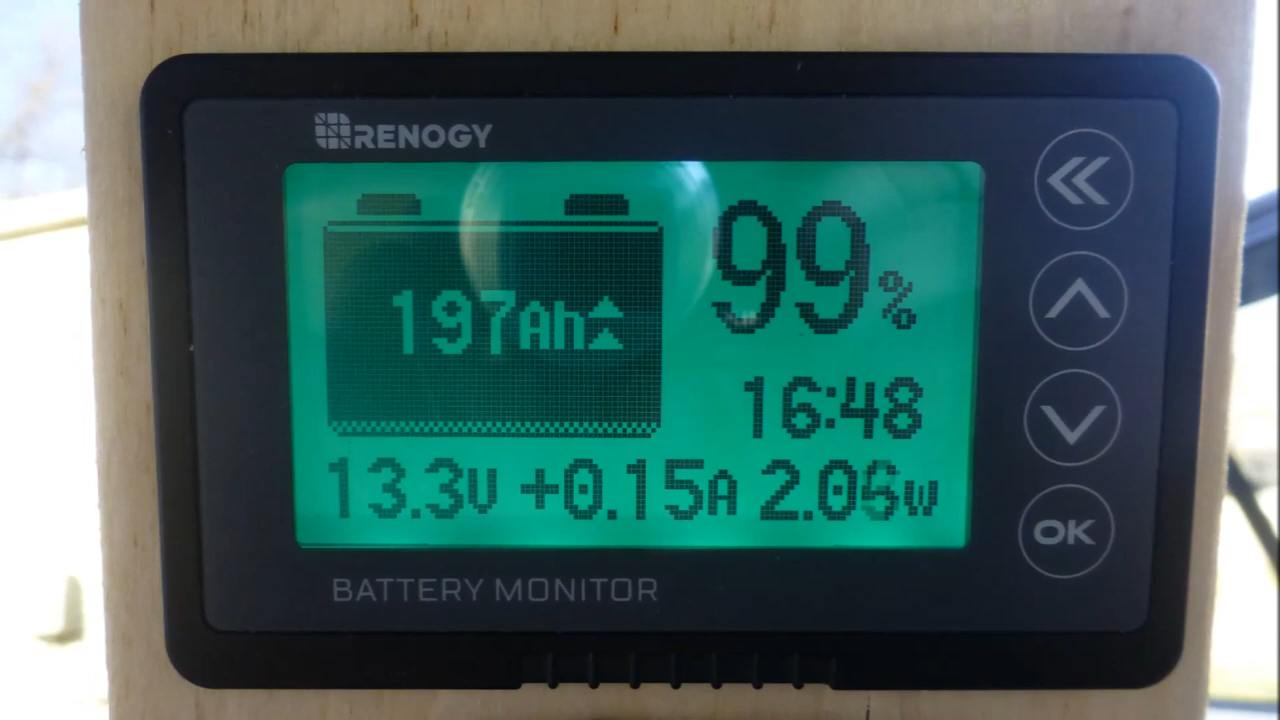 RENOGY
197Ah
99%
16:48
13.3V +0.15A 2.06W
OK
BATTERY MONITOR